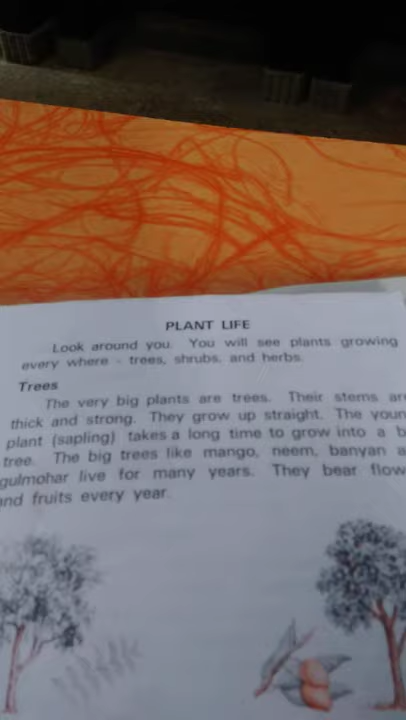 PLANT LIFE
Look around you. You will see plants growing
every where - trees, shrubs, and herbs.
Trees
The very big plants are trees. Their stems are
thick and strong. They grow up straight. The youn
plant (sapling) takes a long time to grow into a b
tree. The big trees like mango, neem, banyan a
gulmohar live for many years. They bear flow
and fruits every year.